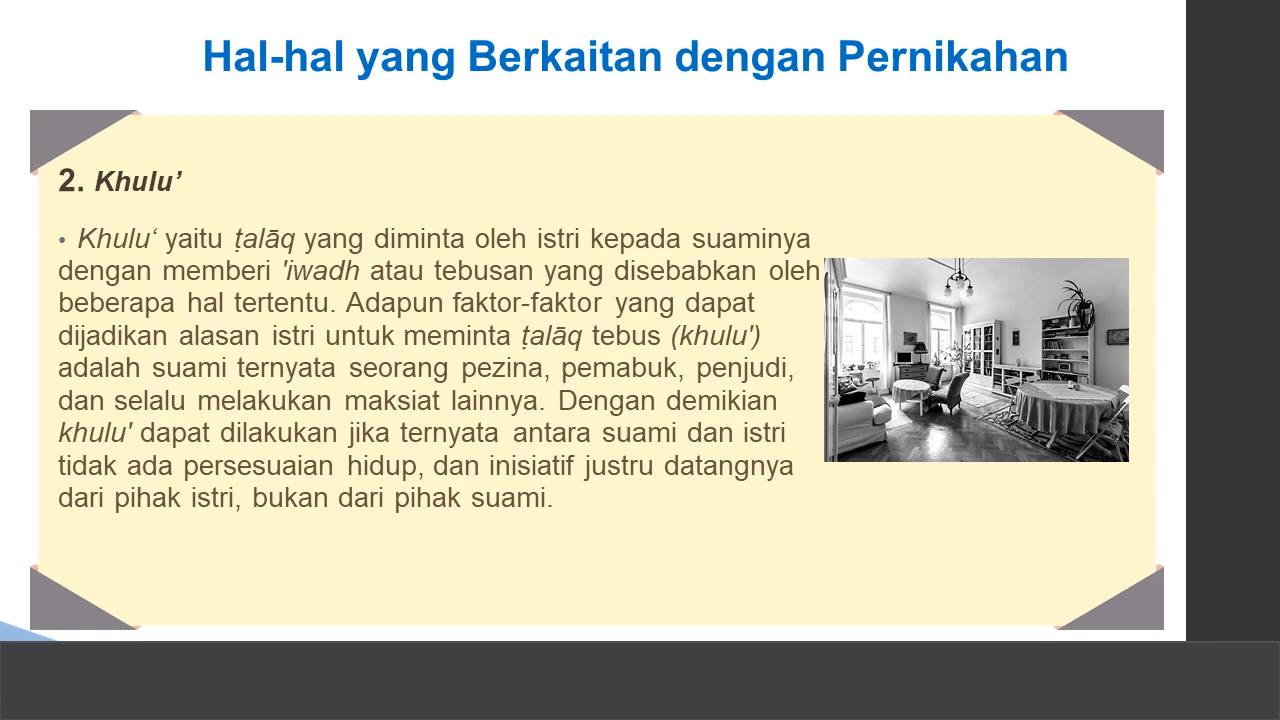 Hal-hal yang Berkaitan dengan Pernikahan
2. Khulu’
• Khulu‘ yaitu ṭalāq yang diminta oleh istri kepada suaminya
dengan memberi 'iwadh atau tebusan yang disebabkan oleh
beberapa hal tertentu. Adapun faktor-faktor yang dapat
dijadikan alasan istri untuk meminta ṭalāq tebus (khulu')
adalah suami ternyata seorang pezina, pemabuk, penjudi,
dan selalu melakukan maksiat lainnya. Dengan demikian
khulu' dapat dilakukan jika ternyata antara suami dan istri
tidak ada persesuaian hidup, dan inisiatif justru datangnya
dari pihak istri, bukan dari pihak suami.